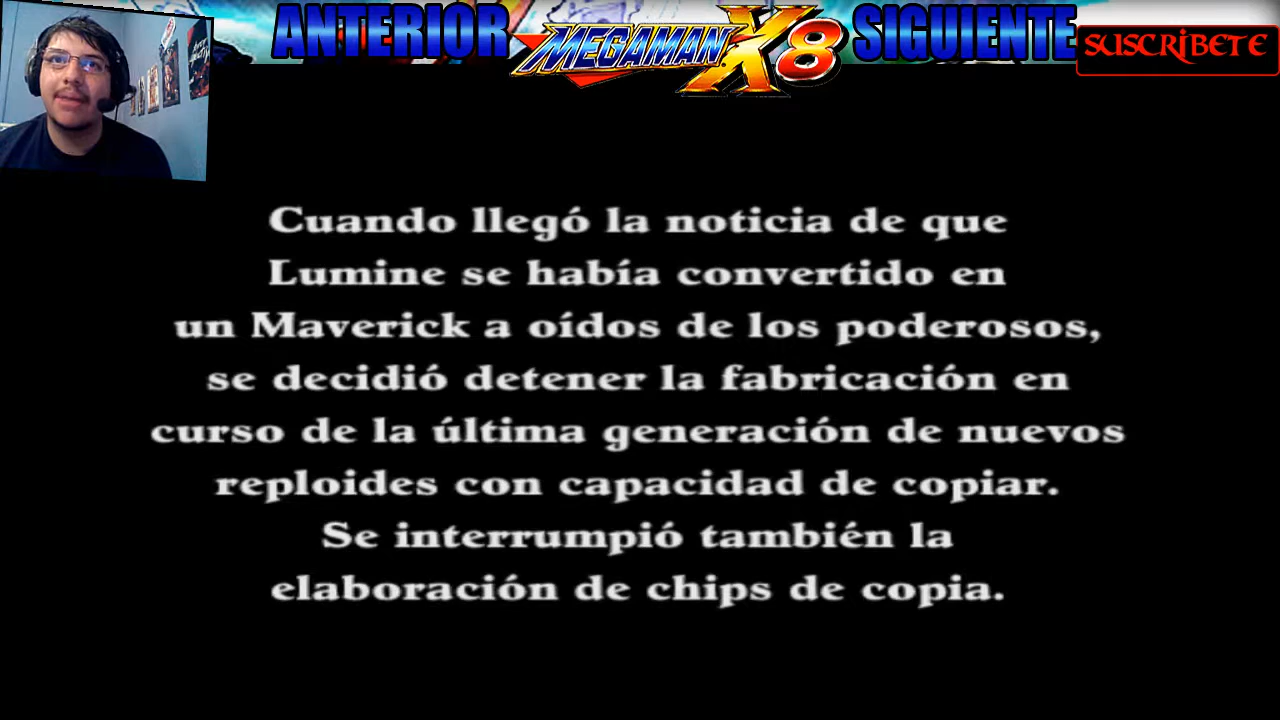 ANTERIOR
MEGAMAN X8
SIGUIENTE
SUSCRIBETE
Cuando llegó la noticia de que
Lumine se había convertido en
un Maverick a oídos de los poderosos,
se decidió detener la fabricación en
curso de la última generación de nuevos
reploides con capacidad de copiar.
Se interrumpió también la
elaboración de chips de copia.